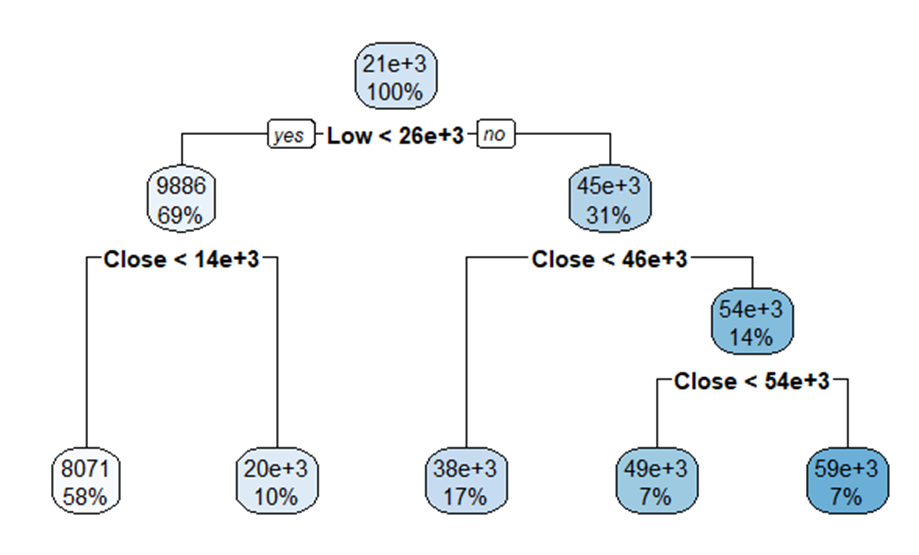 21e+3
100%
yes Low < 26e+3 no
9886
69%
45e+3
31%
Close < 14e+3
Close < 46e+3
54e+3
14%
Close < 54e+3
8071
58%
20e+3
10%
38e+3
17%
49e+3
7%
59e+3
7%